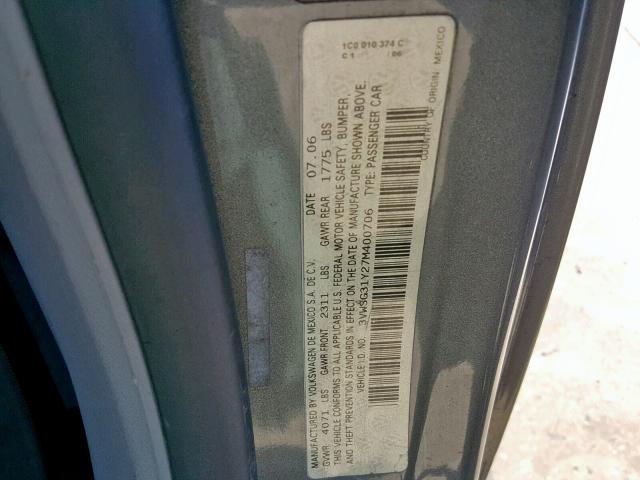 MANUFACTURED BY VOLKSWAGEN DE MEXICO S.A. DE C.V. DATE 07.06
GVWR 4071 LBS GAWR FRONT 2311 LBS GAWR REAR 1775 LBS
THIS VEHICLE CONFORMS TO ALL APPLICABLE U.S. FEDERAL MOTOR VEHICLE SAFETY, BUMPER,
AND THEFT PREVENTION STANDARDS IN EFFECT ON THE DATE OF MANUFACTURE SHOWN ABOVE.
VEHICLE I.D. NO. 3VWSG31Y27M400706 TYPE: PASSENGER CAR
1C0 010 374 C
C 1 / 06
COUNTRY OF ORIGIN: MEXICO